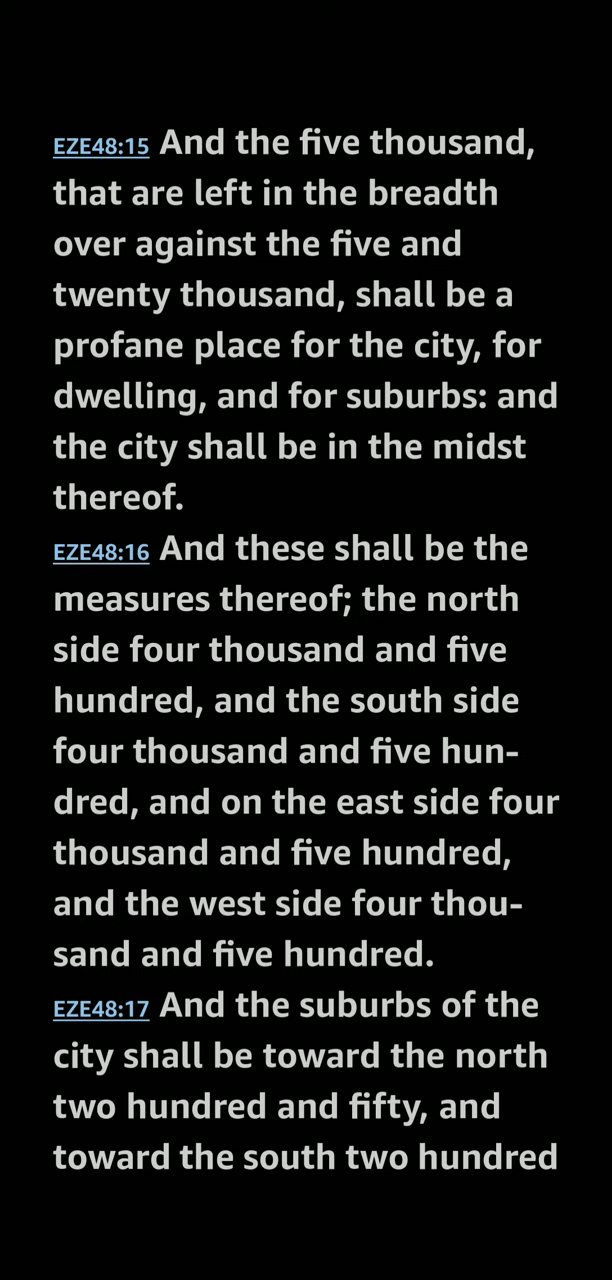 EZE48:15 And the five thousand,
that are left in the breadth
over against the five and
twenty thousand, shall be a
profane place for the city, for
dwelling, and for suburbs: and
the city shall be in the midst
thereof.
EZE48:16 And these shall be the
measures thereof; the north
side four thousand and five
hundred, and the south side
four thousand and five hun-
dred, and on the east side four
thousand and five hundred,
and the west side four thou-
sand and five hundred.
EZE48:17 And the suburbs of the
city shall be toward the north
two hundred and fifty, and
toward the south two hundred